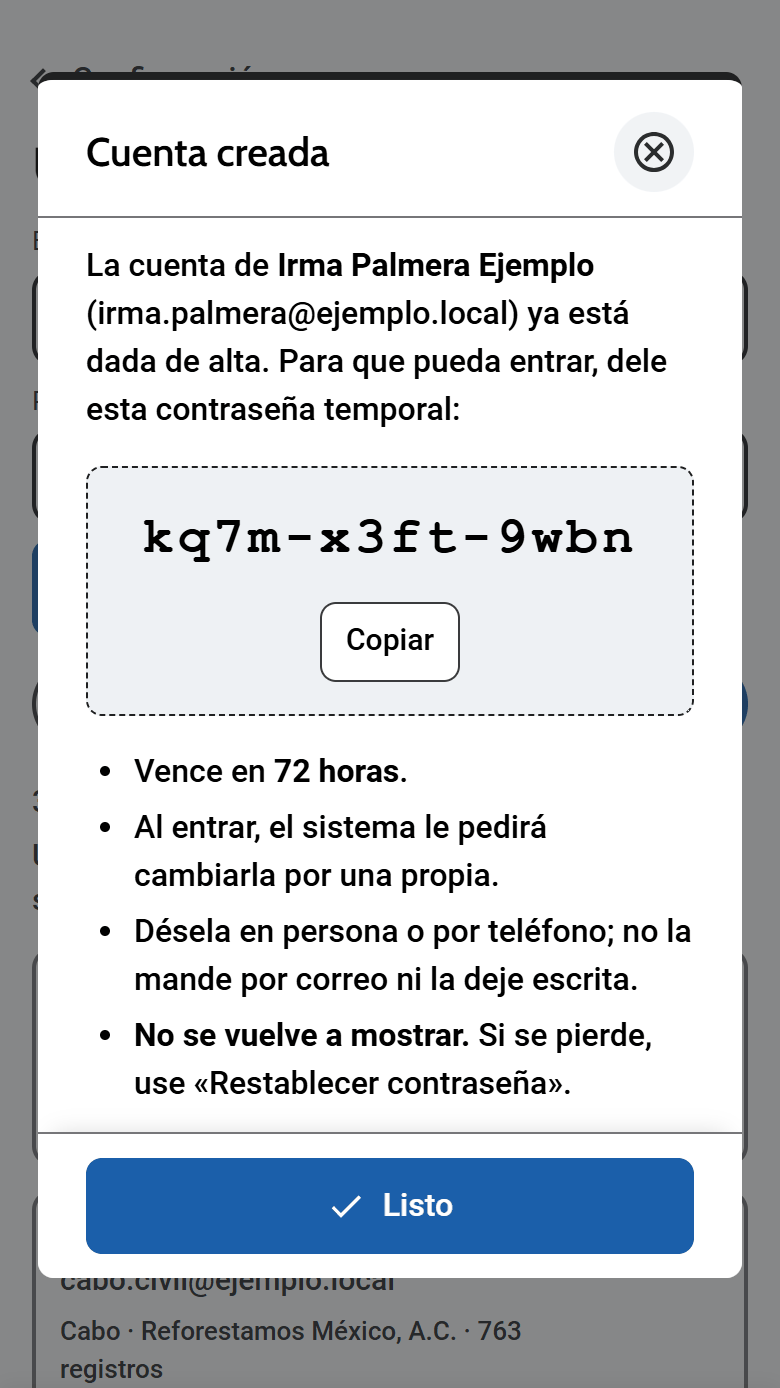 Cuenta creada
La cuenta de Irma Palmera Ejemplo
(irma.palmera@ejemplo.local) ya está
dada de alta. Para que pueda entrar, dele
esta contraseña temporal:
kq7m-x3ft-9wbn
Copiar
• Vence en 72 horas.
• Al entrar, el sistema le pedirá
cambiarla por una propia.
• Désela en persona o por teléfono; no la
mande por correo ni la deje escrita.
• No se vuelve a mostrar. Si se pierde,
use «Restablecer contraseña».
Listo
cabo.civil@ejemplo.local
Cabo · Reforestamos México, A.C. · 763
registros